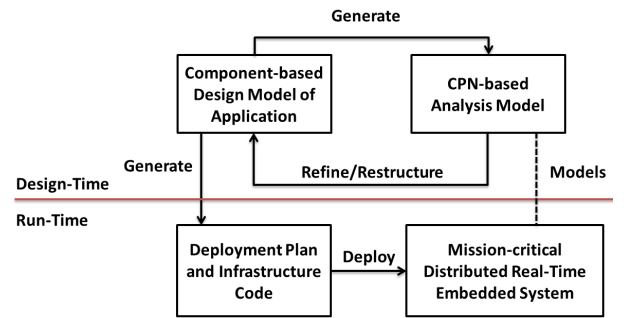 Generate
Component-based
Design Model of
Application
CPN-based
Analysis Model
Generate
Refine/Restructure
Models
Design-Time
Run-Time
Deployment Plan
and Infrastructure
Code
Deploy
Mission-critical
Distributed Real-Time
Embedded System